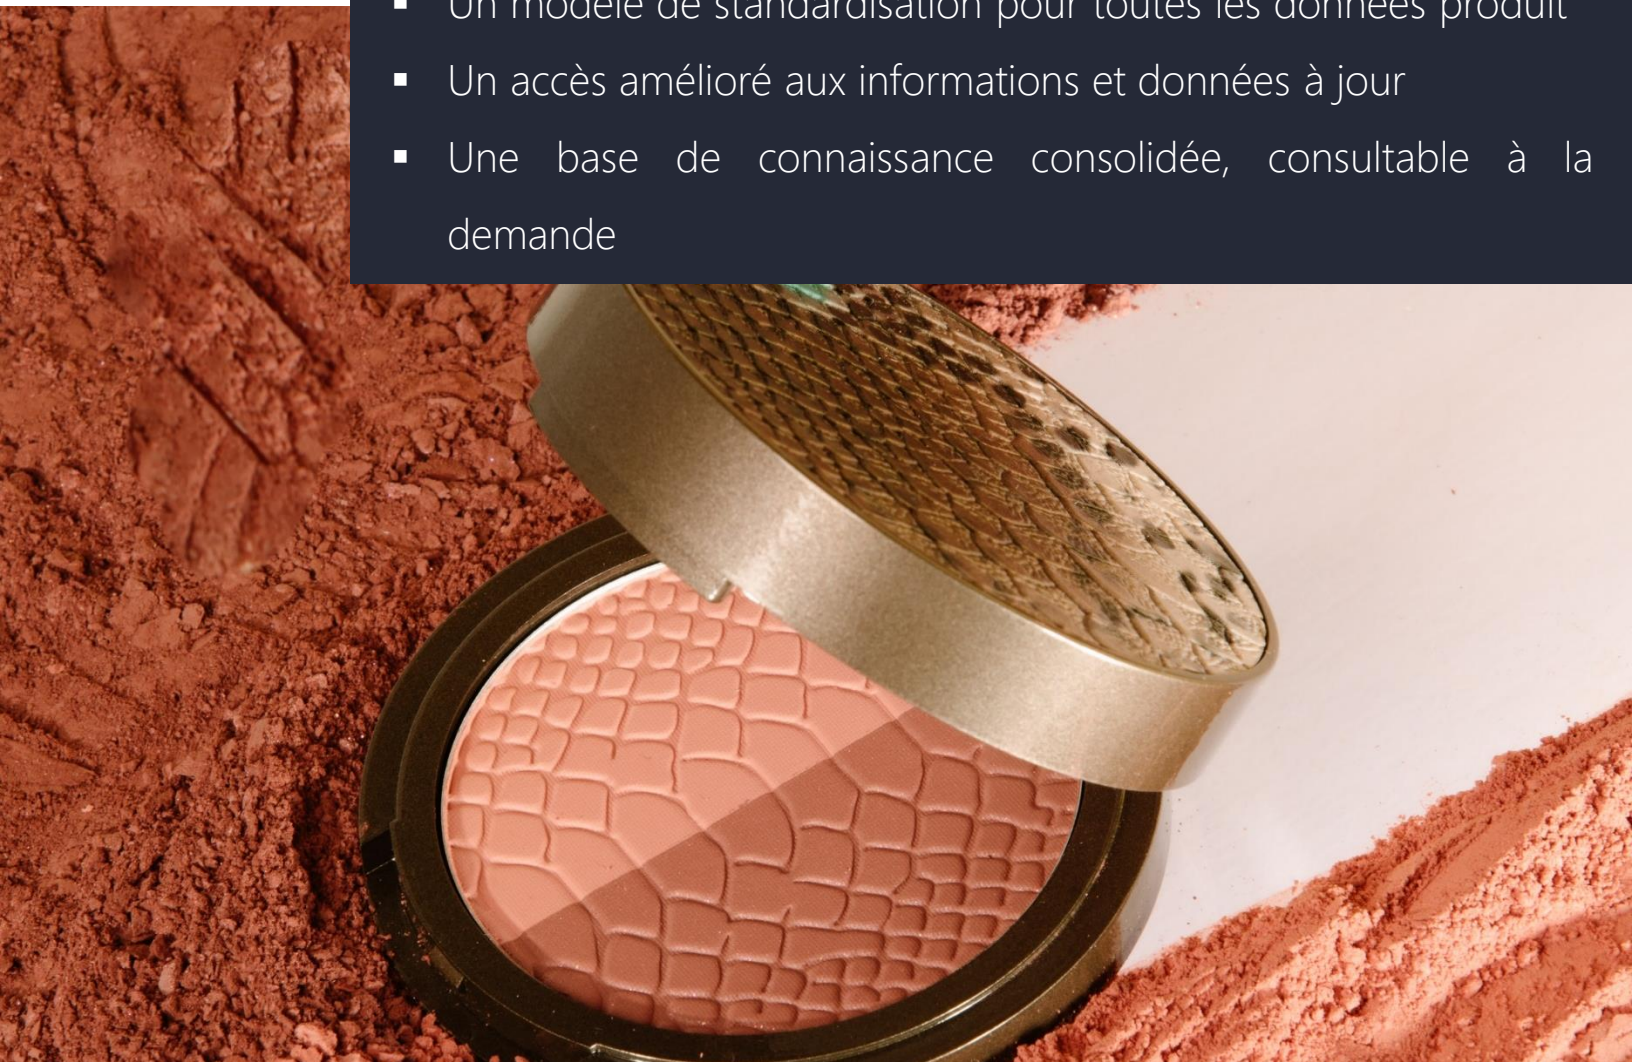 ▪ Un modèle de standardisation pour toutes les données produit
▪ Un accès amélioré aux informations et données à jour
▪ Une base de connaissance consolidée, consultable à la
demande